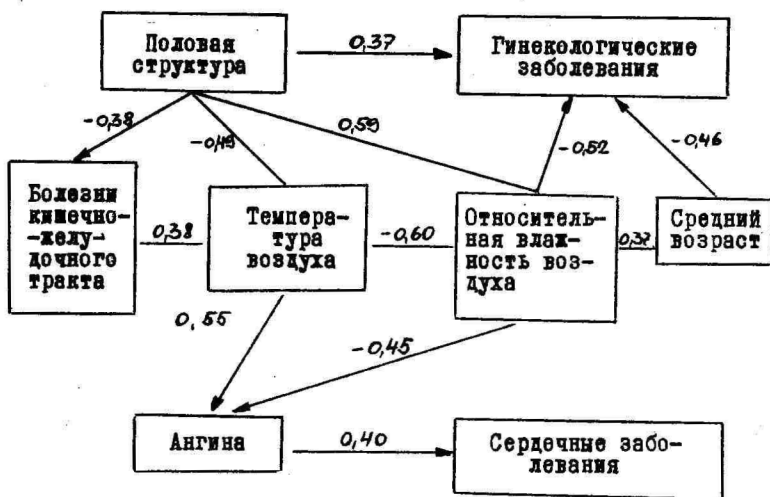 Половая
структура
0,37
Гинекологические
заболевания
-0,38
-0,49
0,59
-0,52
-0,46
Болезни
кишечно-
-желу-
дочного
тракта
0,38
Темпера-
тура
воздуха
-0,60
Относитель-
ная влаж-
ность воз-
духа
0,37
Средний
возраст
0,55
-0,45
Ангина
0,40
Сердечные забо-
левания